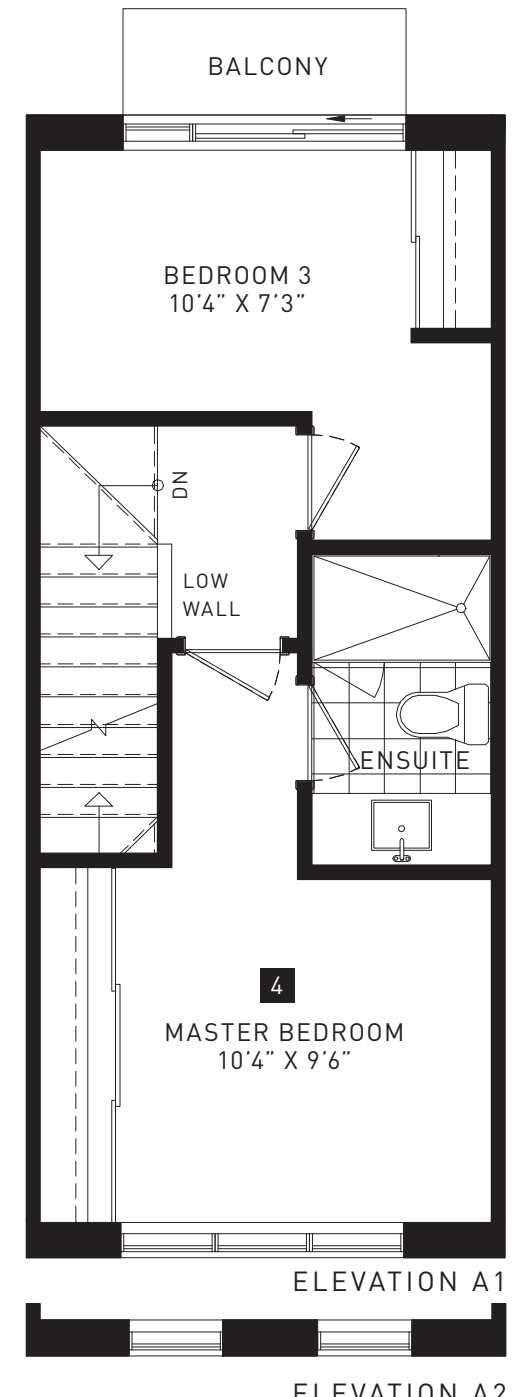 BALCONY
BEDROOM 3
10'4” X 7'3”
DN
LOW
WALL
ENSUITE
4
MASTER BEDROOM
10'4” X 9'6”
ELEVATION A1
ELEVATION A2